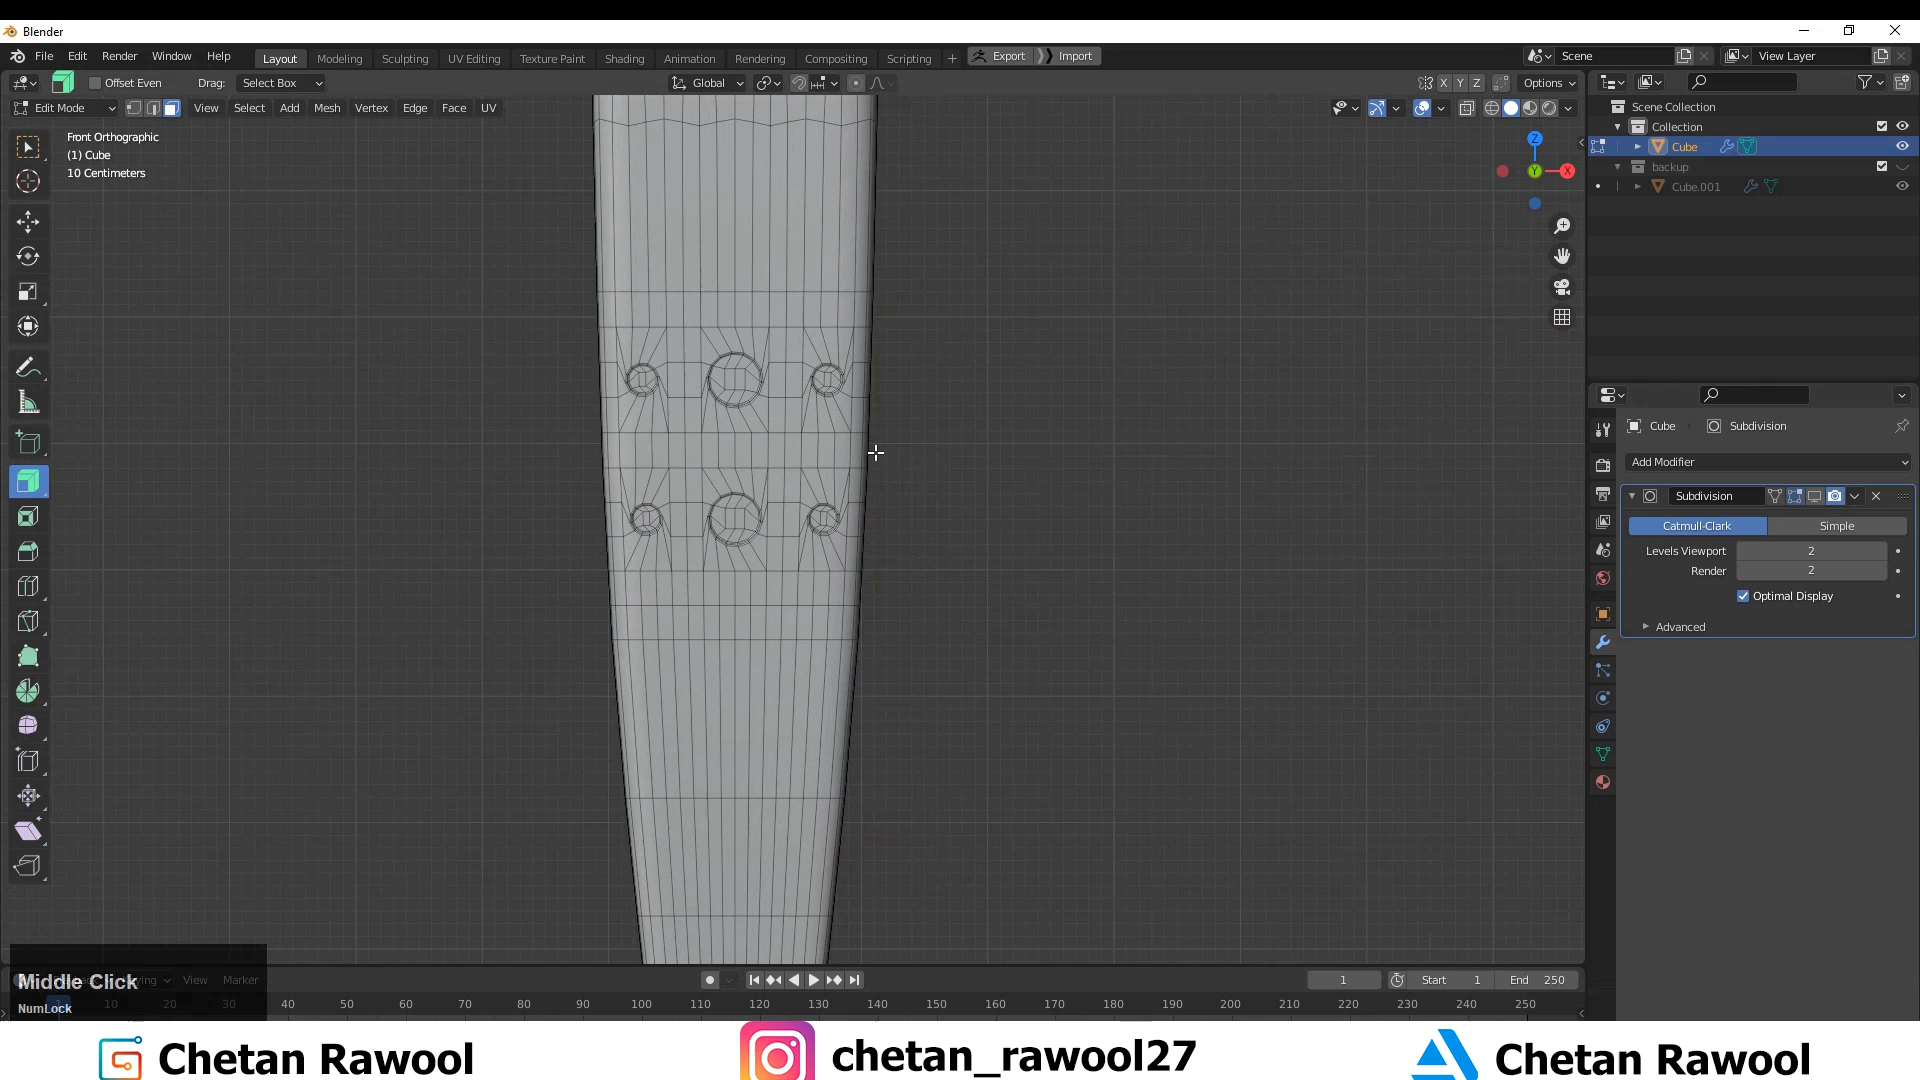 Blender
File Edit Render Window Help Layout Modeling Sculpting UV Editing Texture Paint Shading Animation Rendering Compositing Scripting + Export Import Scene View Layer
Offset Even Drag: Select Box Global X Y Z Options
Edit Mode View Select Add Mesh Vertex Edge Face UV
Front Orthographic
(1) Cube
10 Centimeters
Z
Y
X
Scene Collection
Collection
Cube
backup
Cube.001
Cube Subdivision
Add Modifier
Subdivision
Catmull-Clark Simple
Levels Viewport 2
Render 2
Optimal Display
Advanced
Middle Click
NumLock
View Marker
1 Start 1 End 250
10 20 30 40 50 60 70 80 90 100 110 120 130 140 150 160 170 180 190 200 210 220 230 240 250
Chetan Rawool
chetan_rawool27
Chetan Rawool